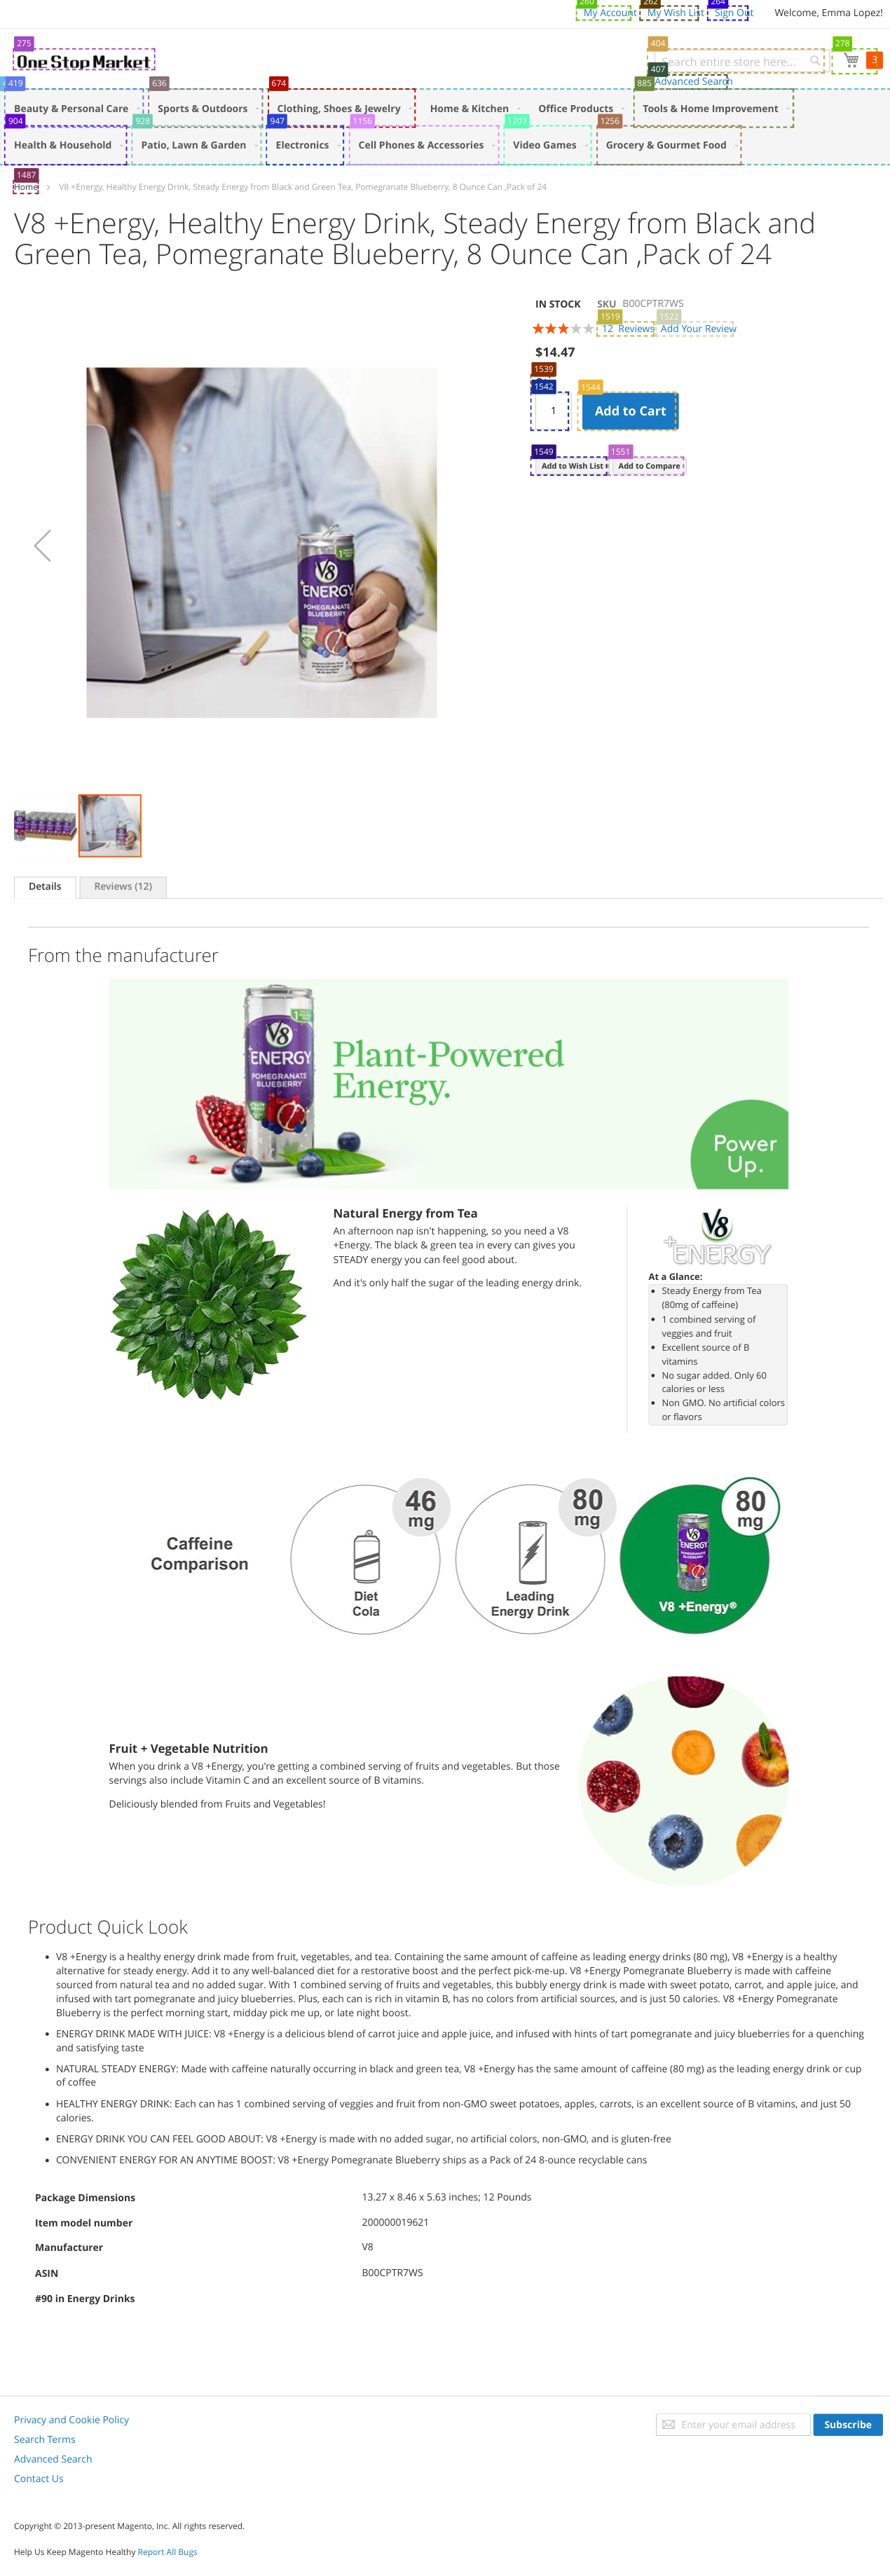 My Account
My Wish List
Sign Out
Welcome, Emma Lopez!
260
262
264
275
One Stop Market
404
Search entire store here...
278
3
407
Advanced Search
419
Beauty & Personal Care
636
Sports & Outdoors
674
Clothing, Shoes & Jewelry
Home & Kitchen
Office Products
885
Tools & Home Improvement
904
Health & Household
928
Patio, Lawn & Garden
947
Electronics
1156
Cell Phones & Accessories
1207
Video Games
1256
Grocery & Gourmet Food
1487
Home
V8 +Energy, Healthy Energy Drink, Steady Energy from Black and Green Tea, Pomegranate Blueberry, 8 Ounce Can ,Pack of 24
V8 +Energy, Healthy Energy Drink, Steady Energy from Black and
Green Tea, Pomegranate Blueberry, 8 Ounce Can ,Pack of 24
IN STOCK
SKU B00CPTR7WS
1519
1522
12 Reviews
Add Your Review
$14.47
1539
1542
1544
1
Add to Cart
1549
1551
Add to Wish List
Add to Compare
V8
+ENERGY
POMEGRANATE
BLUEBERRY
Details
Reviews (12)
From the manufacturer
V8
+ENERGY
POMEGRANATE
BLUEBERRY
Plant-Powered
Energy.
Power
Up.
Natural Energy from Tea
An afternoon nap isn't happening, so you need a V8
+Energy. The black & green tea in every can gives you
STEADY energy you can feel good about.
And it's only half the sugar of the leading energy drink.
V8
+ENERGY
At a Glance:
Steady Energy from Tea
(80mg of caffeine)
1 combined serving of
veggies and fruit
Excellent source of B
vitamins
No sugar added. Only 60
calories or less
Non GMO. No artificial colors
or flavors
Caffeine
Comparison
46
mg
Diet
Cola
80
mg
Leading
Energy Drink
80
mg
V8
ENERGY
V8 +Energy®
Fruit + Vegetable Nutrition
When you drink a V8 +Energy, you're getting a combined serving of fruits and vegetables. But those
servings also include Vitamin C and an excellent source of B vitamins.
Deliciously blended from Fruits and Vegetables!
Product Quick Look
V8 +Energy is a healthy energy drink made from fruit, vegetables, and tea. Containing the same amount of caffeine as leading energy drinks (80 mg), V8 +Energy is a healthy
alternative for steady energy. Add it to any well-balanced diet for a restorative boost and the perfect pick-me-up. V8 +Energy Pomegranate Blueberry is made with caffeine
sourced from natural tea and no added sugar. With 1 combined serving of fruits and vegetables, this bubbly energy drink is made with sweet potato, carrot, and apple juice, and
infused with tart pomegranate and juicy blueberries. Plus, each can is rich in vitamin B, has no colors from artificial sources, and is just 50 calories. V8 +Energy Pomegranate
Blueberry is the perfect morning start, midday pick me up, or late night boost.
ENERGY DRINK MADE WITH JUICE: V8 +Energy is a delicious blend of carrot juice and apple juice, and infused with hints of tart pomegranate and juicy blueberries for a quenching
and satisfying taste
NATURAL STEADY ENERGY: Made with caffeine naturally occurring in black and green tea, V8 +Energy has the same amount of caffeine (80 mg) as the leading energy drink or cup
of coffee
HEALTHY ENERGY DRINK: Each can has 1 combined serving of veggies and fruit from non-GMO sweet potatoes, apples, carrots, is an excellent source of B vitamins, and just 50
calories.
ENERGY DRINK YOU CAN FEEL GOOD ABOUT: V8 +Energy is made with no added sugar, no artificial colors, non-GMO, and is gluten-free
CONVENIENT ENERGY FOR AN ANYTIME BOOST: V8 +Energy Pomegranate Blueberry ships as a Pack of 24 8-ounce recyclable cans
Package Dimensions
13.27 x 8.46 x 5.63 inches; 12 Pounds
Item model number
200000019621
Manufacturer
V8
ASIN
B00CPTR7WS
#90 in Energy Drinks
Privacy and Cookie Policy
Search Terms
Advanced Search
Contact Us
Enter your email address
Subscribe
Copyright © 2013-present Magento, Inc. All rights reserved.
Help Us Keep Magento Healthy Report All Bugs